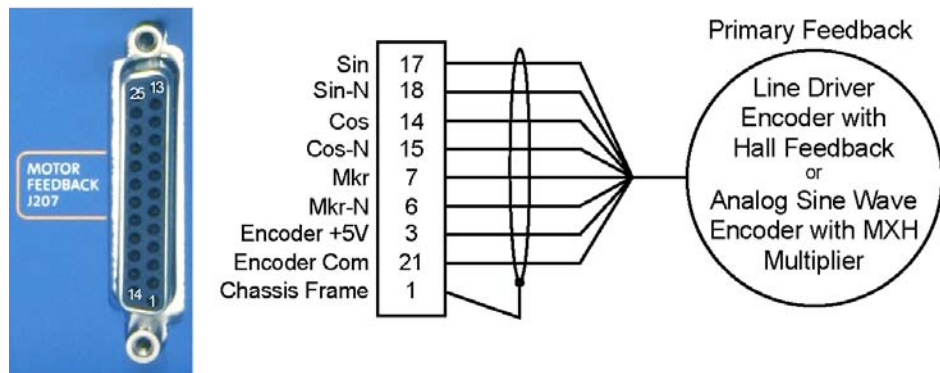 25 13
MOTOR
FEEDBACK
J207
14 1
Sin 17
Sin-N 18
Cos 14
Cos-N 15
Mkr 7
Mkr-N 6
Encoder +5V 3
Encoder Com 21
Chassis Frame 1
Primary Feedback
Line Driver
Encoder with
Hall Feedback
or
Analog Sine Wave
Encoder with MXH
Multiplier